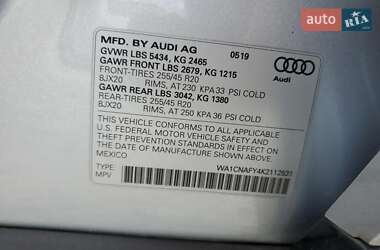 AUTO RIA .com
MFD. BY AUDI AG 0519
GVWR LBS 5434, KG 2465
GAWR FRONT LBS 2679, KG 1215
FRONT-TIRES 255/45 R20
8JX20 RIMS, AT 230 KPA 33 PSI COLD
GAWR REAR LBS 3042, KG 1380
REAR-TIRES 255/45 R20
8JX20 RIMS, AT 250 KPA 36 PSI COLD
Audi
THIS VEHICLE CONFORMS TO ALL APPLICABLE
U.S. FEDERAL MOTOR VEHICLE SAFETY AND
THEFT PREVENTION STANDARDS IN EFFECT ON
THE DATE OF MANUFACTURE SHOWN ABOVE.
MEXICO
TYPE:
MPV
WA1CNAFY4K2112921